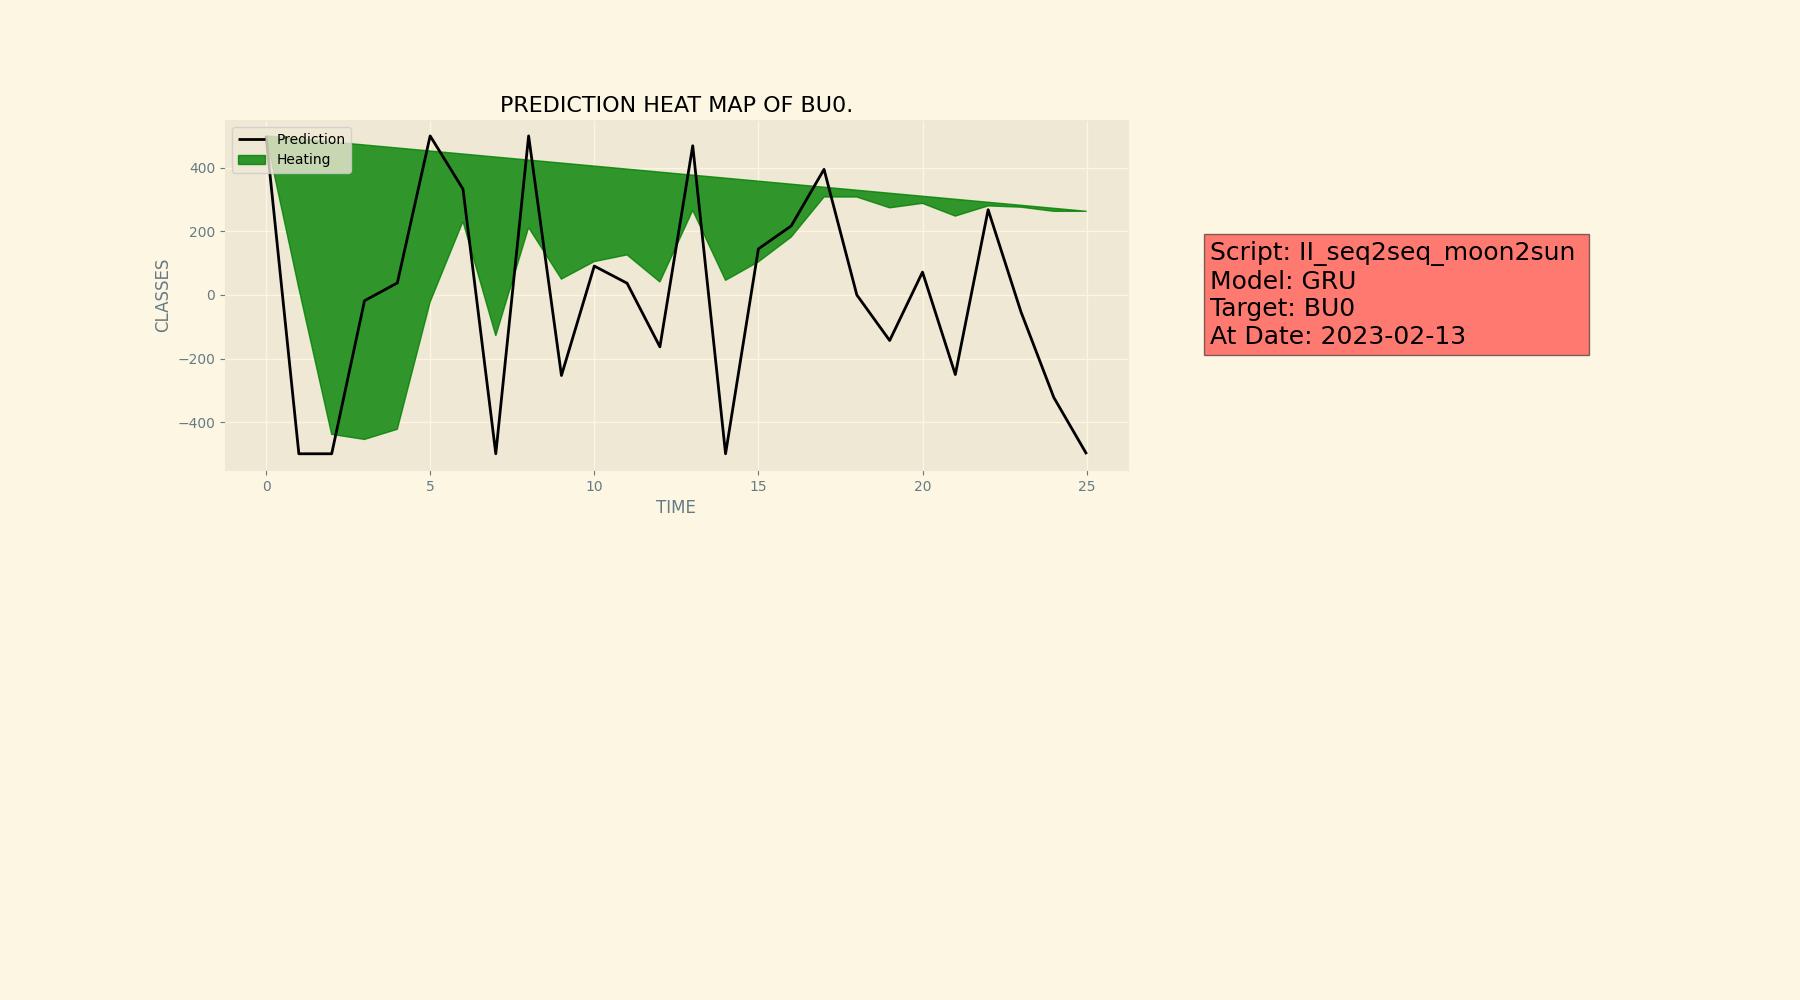 PREDICTION HEAT MAP OF BU0.
Prediction
Heating
400
200
0
−200
−400
CLASSES
0 5 10 15 20 25
TIME
Script: II_seq2seq_moon2sun
Model: GRU
Target: BU0
At Date: 2023-02-13